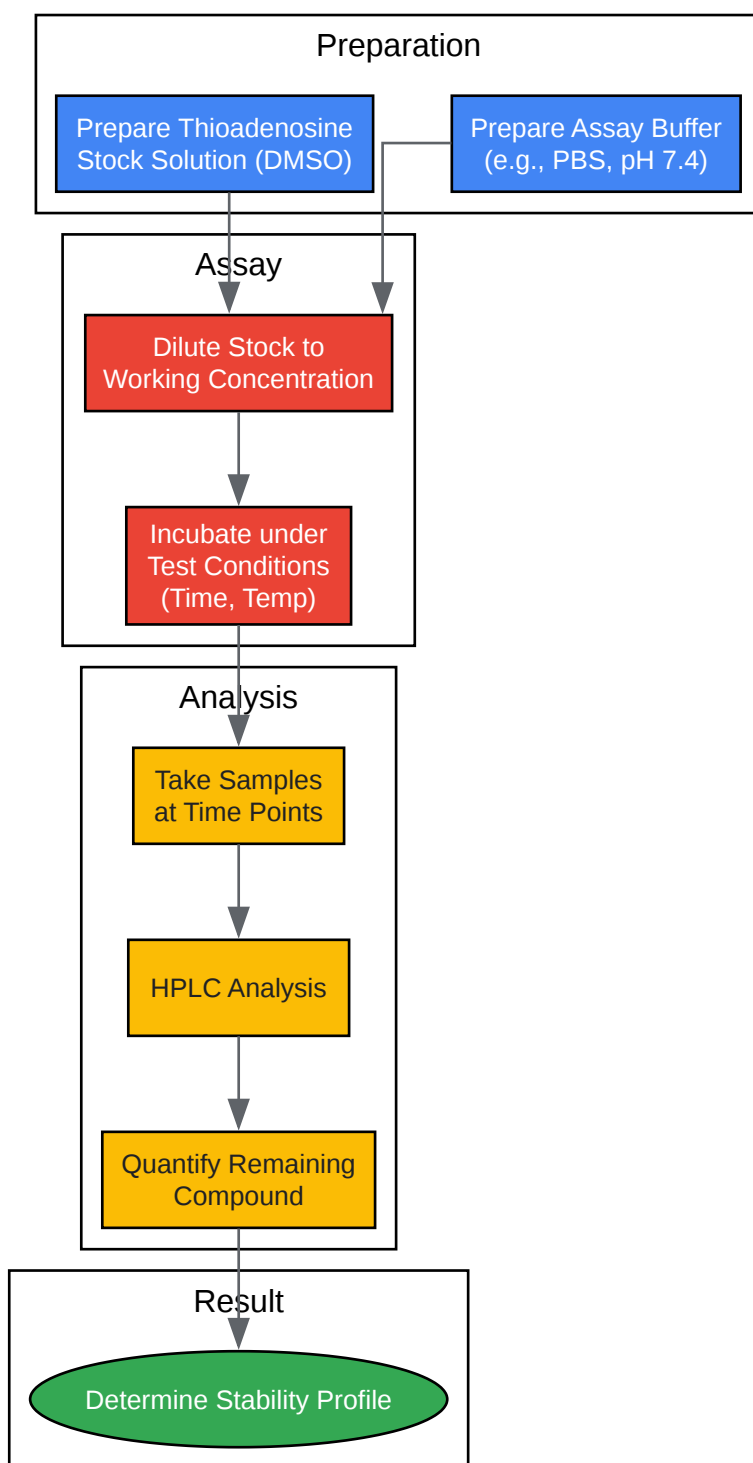 Preparation
Prepare Thioadenosine
Stock Solution (DMSO)
Prepare Assay Buffer
(e.g., PBS, pH 7.4)
Assay
Dilute Stock to
Working Concentration
Incubate under
Test Conditions
(Time, Temp)
Analysis
Take Samples
at Time Points
HPLC Analysis
Quantify Remaining
Compound
Result
Determine Stability Profile